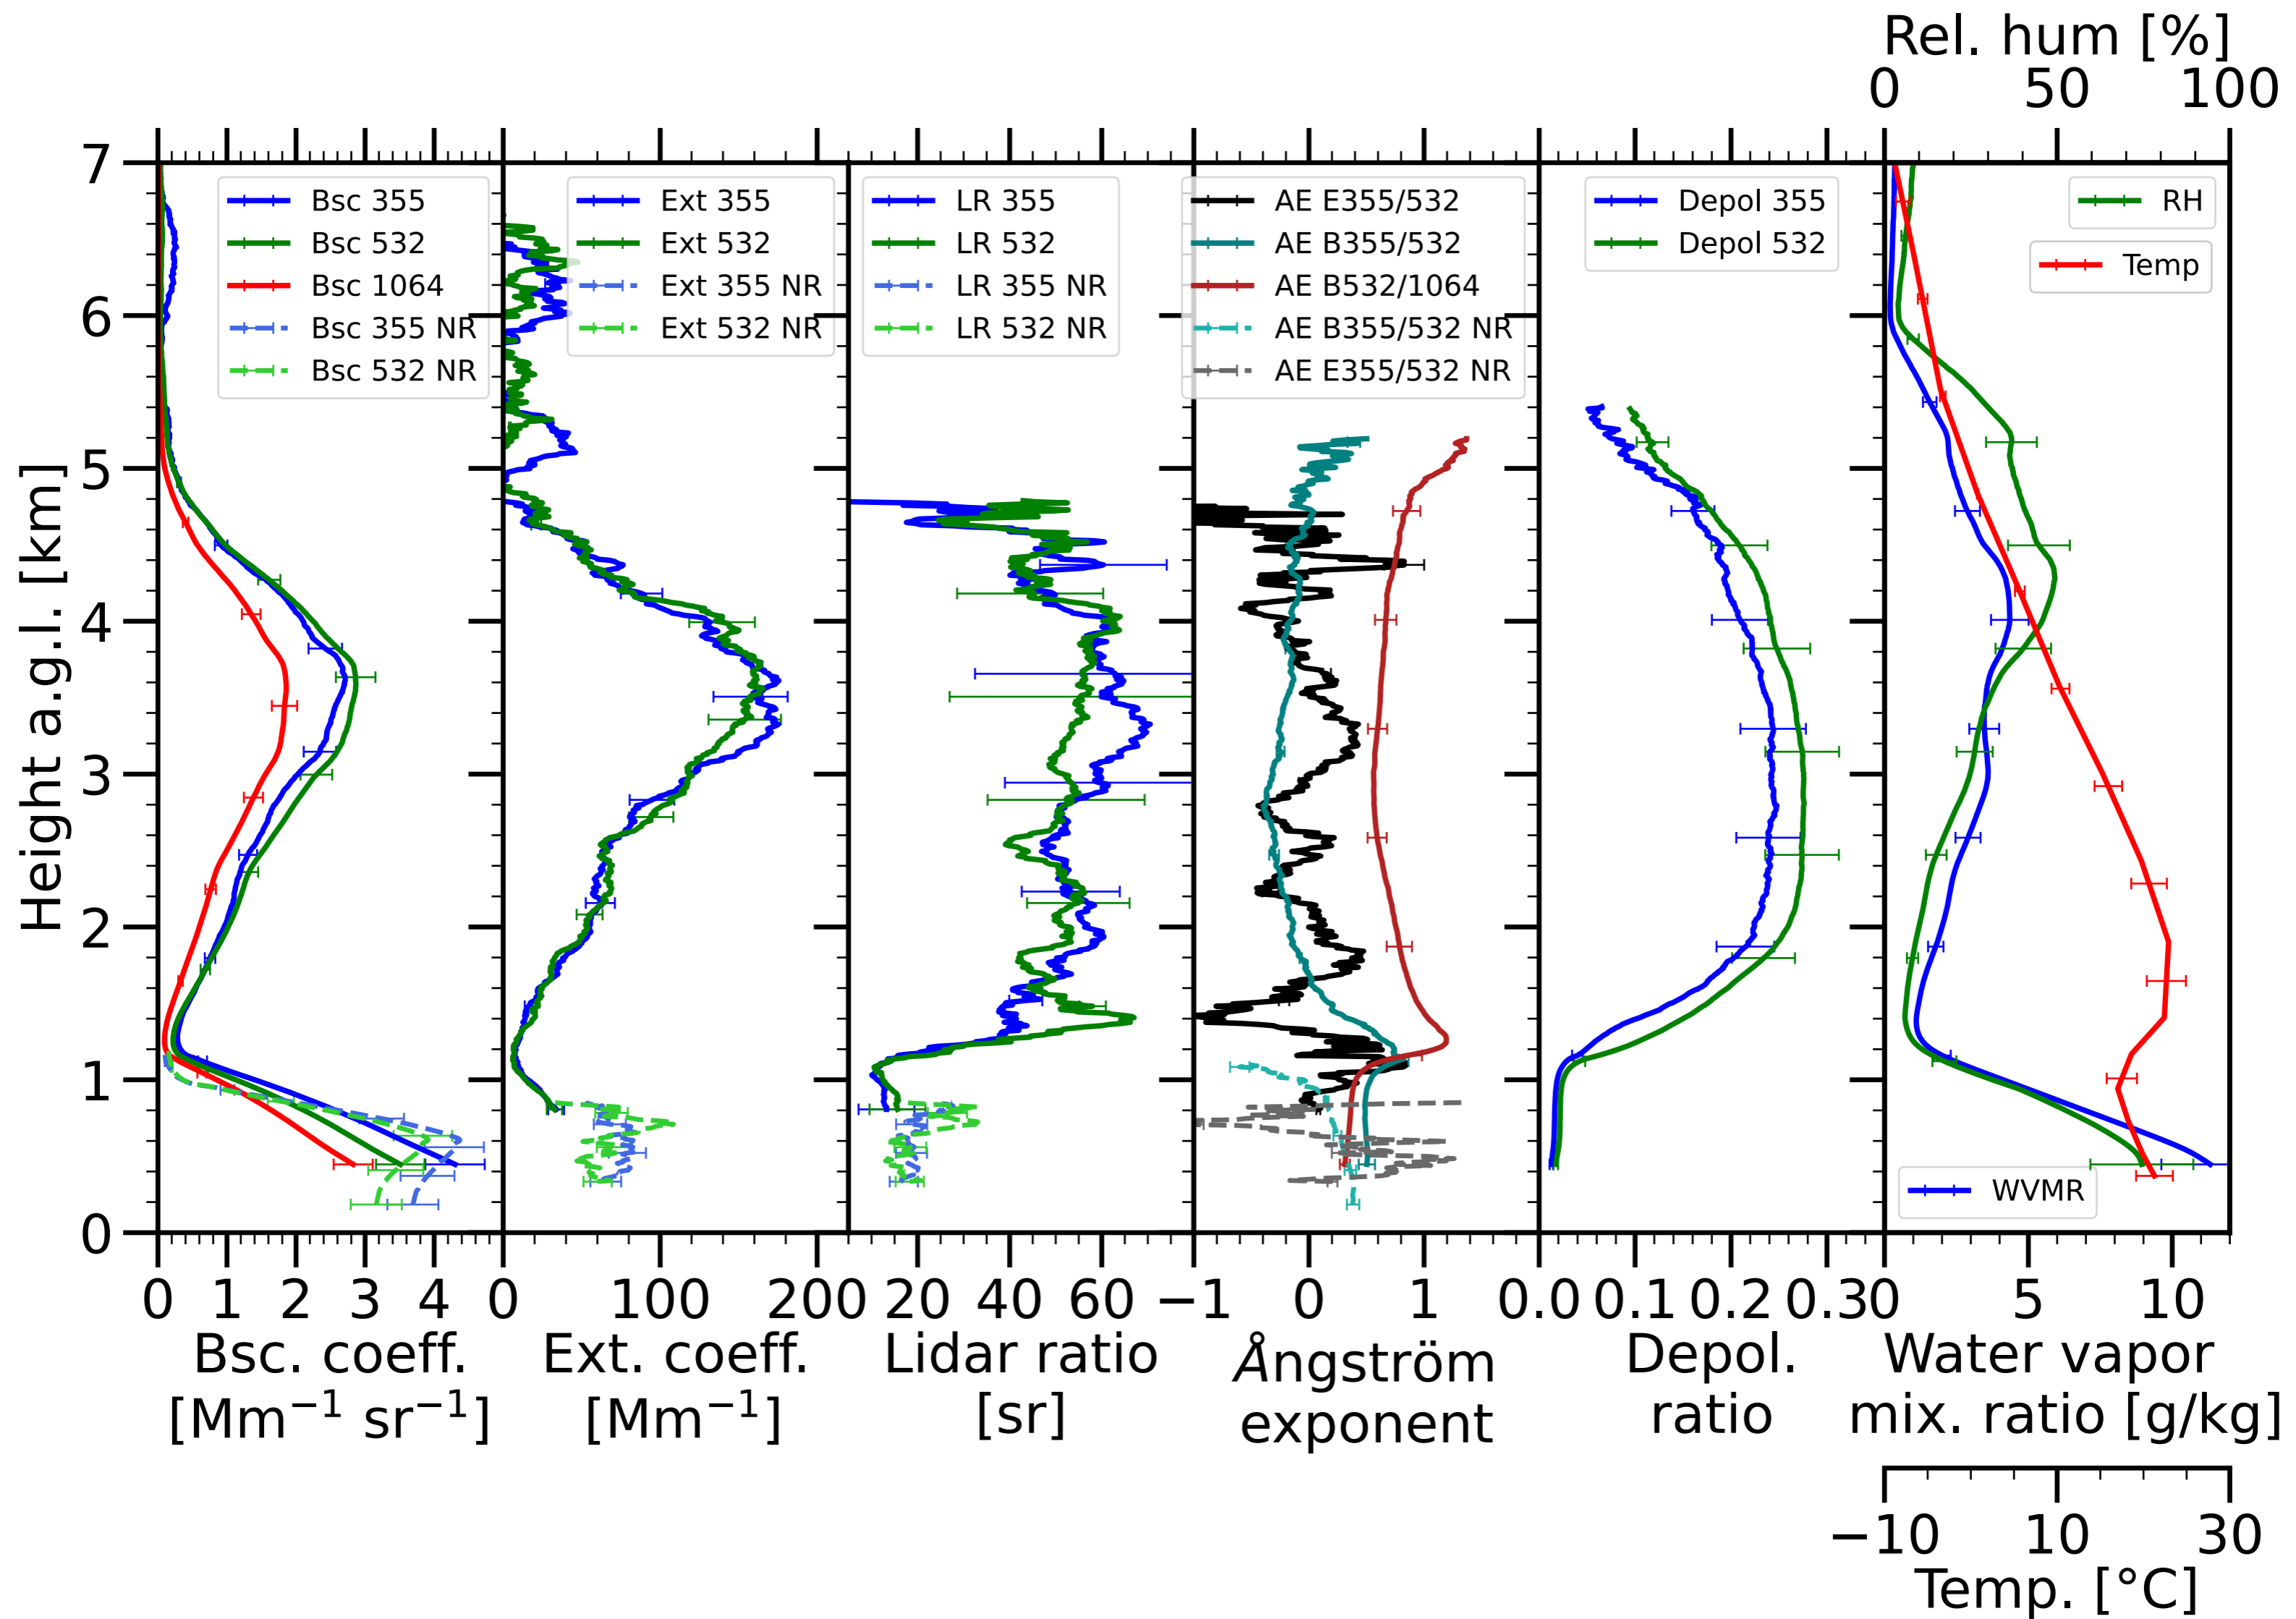 Rel. hum [%]
0 50 100
7
6
5
4
3
2
1
0
Height a.g.l. [km]
Bsc 355
Bsc 532
Bsc 1064
Bsc 355 NR
Bsc 532 NR
Ext 355
Ext 532
Ext 355 NR
Ext 532 NR
LR 355
LR 532
LR 355 NR
LR 532 NR
AE E355/532
AE B355/532
AE B532/1064
AE B355/532 NR
AE E355/532 NR
Depol 355
Depol 532
RH
Temp
WVMR
0 1 2 3 4
Bsc. coeff.
[Mm⁻¹ sr⁻¹]
0 100 200
Ext. coeff.
[Mm⁻¹]
20 40 60
Lidar ratio
[sr]
−1 0 1
Ångström
exponent
0.0 0.1 0.2 0.3
Depol.
ratio
0 5 10
Water vapor
mix. ratio [g/kg]
−10 10 30
Temp. [°C]